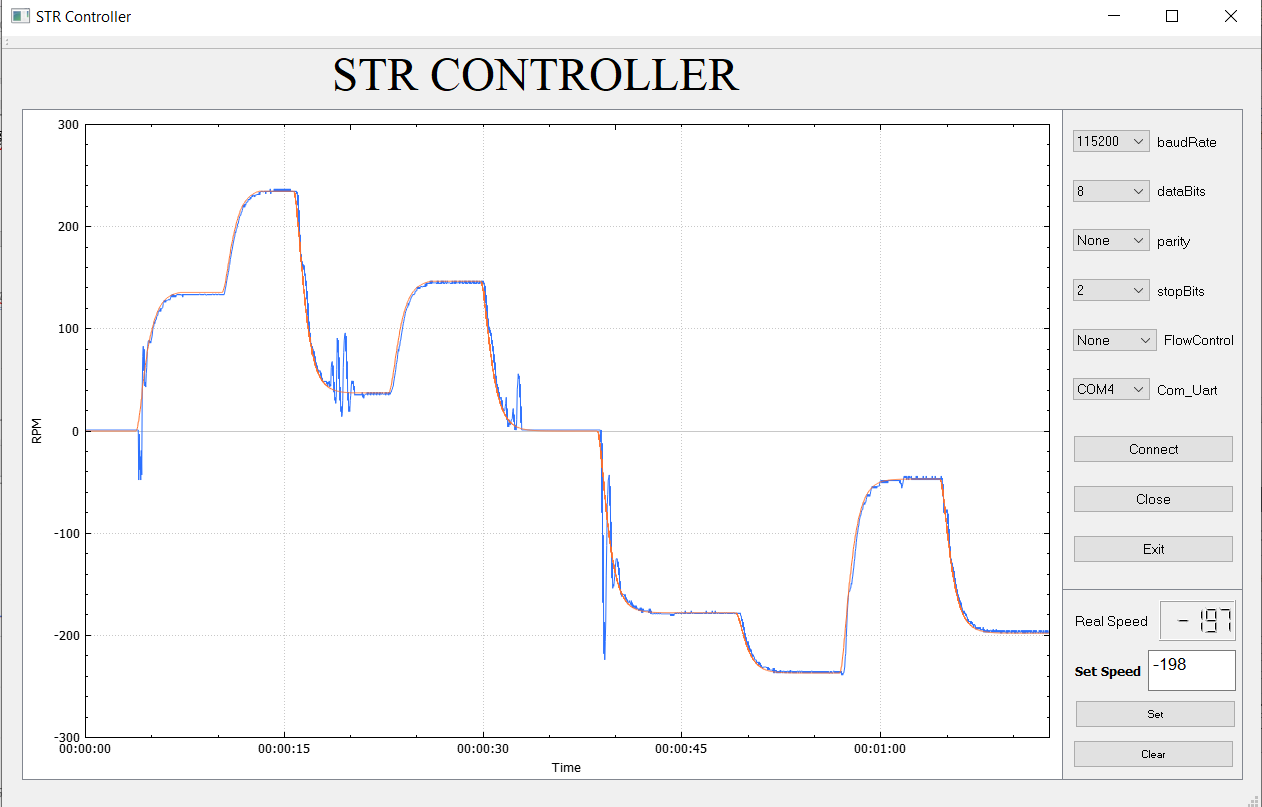 STR Controller
STR CONTROLLER
300
200
100
0
-100
-200
-300
RPM
00:00:00
00:00:15
00:00:30
00:00:45
00:01:00
Time
115200 baudRate
8 dataBits
None parity
2 stopBits
None FlowControl
COM4 Com_Uart
Connect
Close
Exit
Real Speed -197
Set Speed -198
Set
Clear